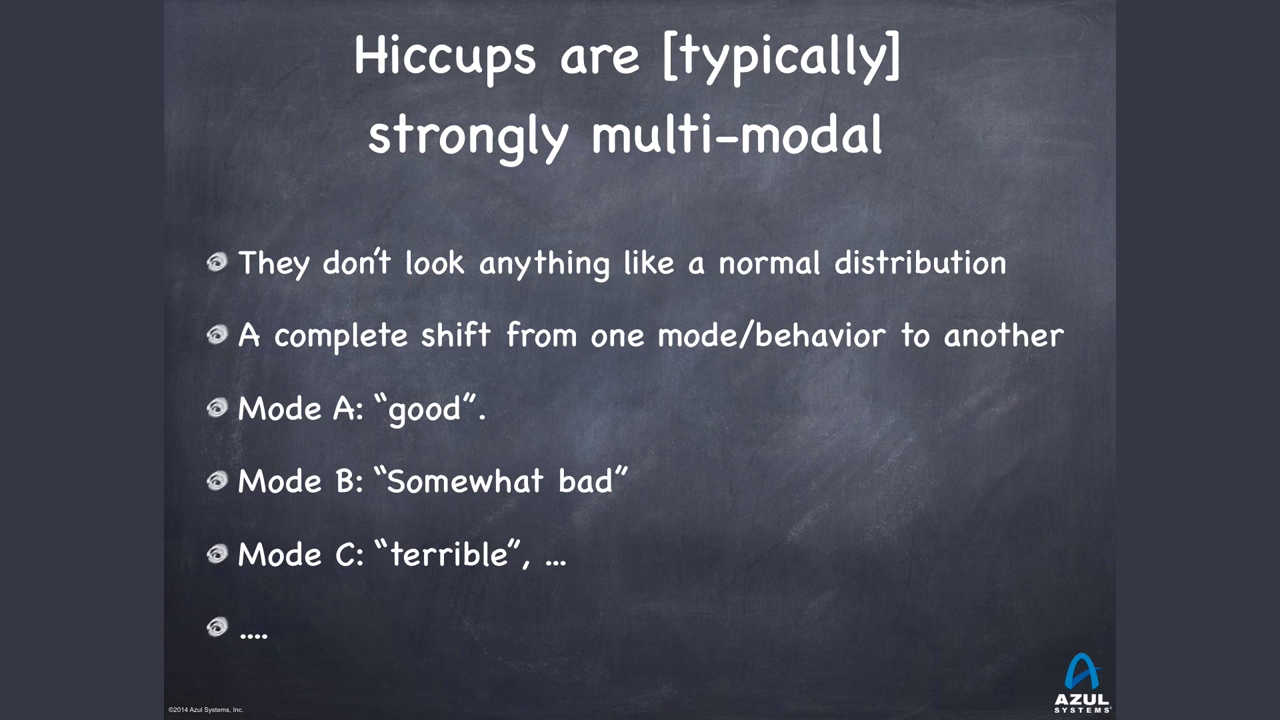 Hiccups are [typically]
strongly multi-modal
They don't look anything like a normal distribution
A complete shift from one mode/behavior to another
Mode A: “good”.
Mode B: “Somewhat bad”
Mode C: “terrible”, ...
....
©2014 Azul Systems, Inc.
AZUL
SYSTEMS